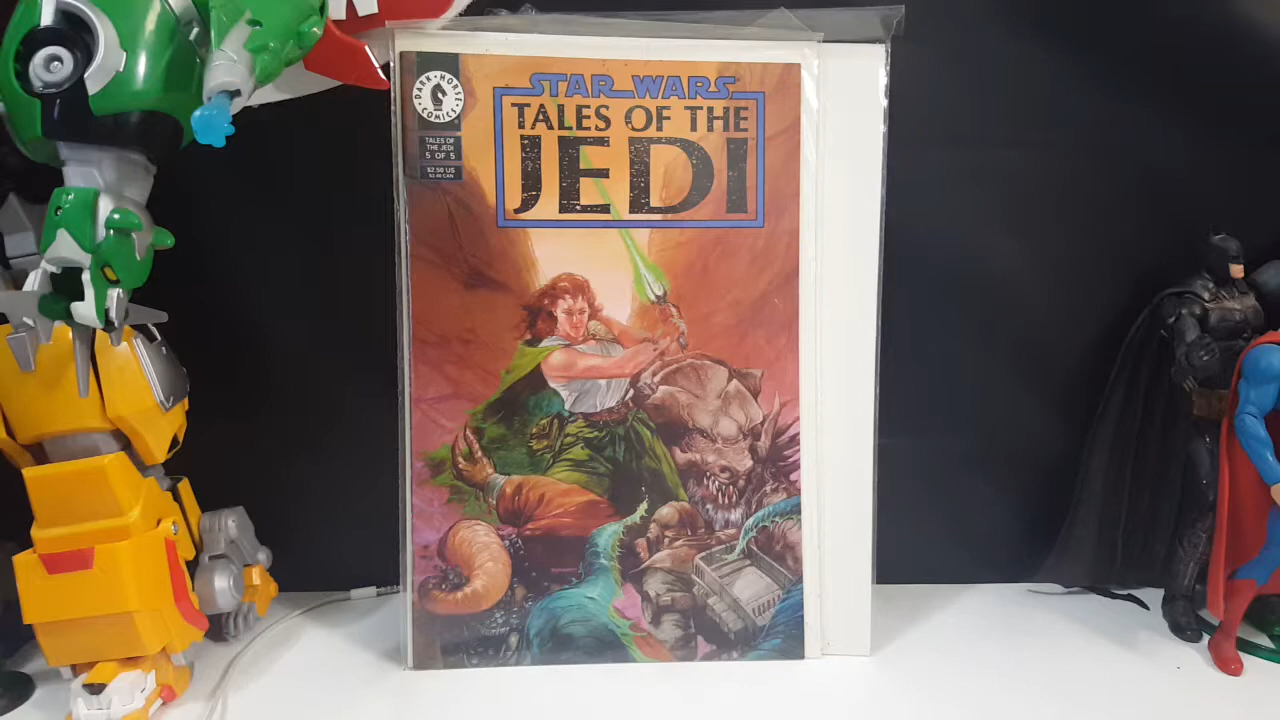 DARK HORSE COMICS
TALES OF
THE JEDI
5 OF 5
$2.50 US
STAR WARS
TALES OF THE
JEDI